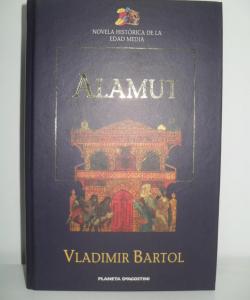 NOVELA HISTÓRICA DE LA
EDAD MEDIA
ALAMUT
VLADIMIR BARTOL
PLANETA DEAGOSTINI